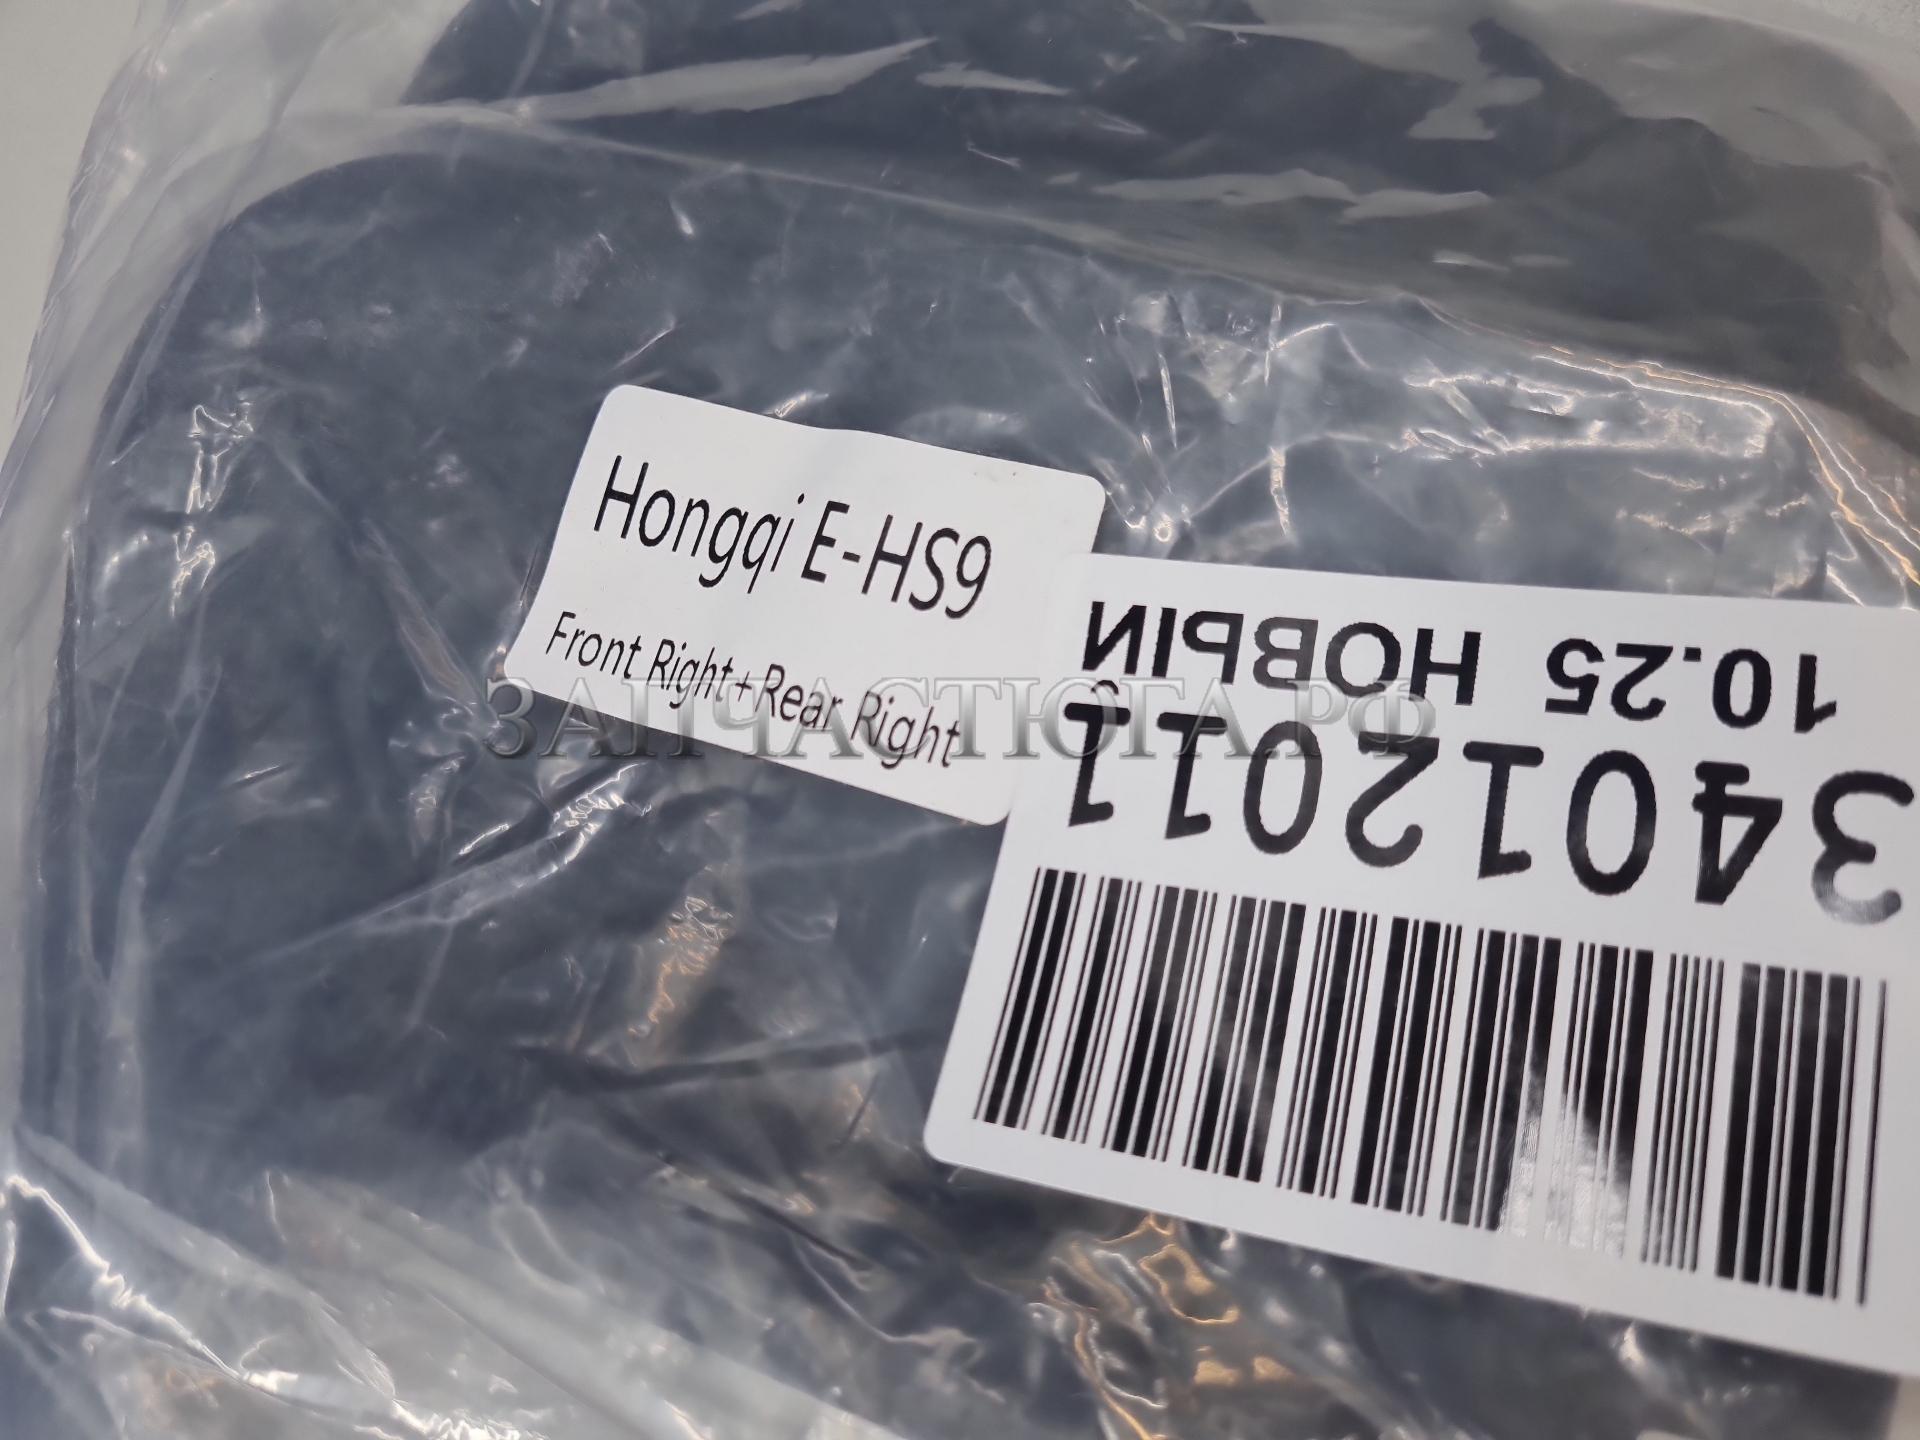 Hongqi E-HS9
Front Right+Rear Right
ЗАПЧАСТЮГА.РФ
34012011
10.25 НОВЫЙ